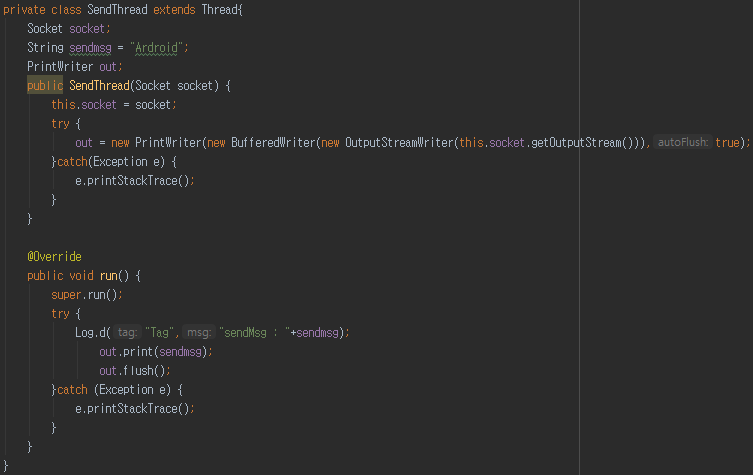 private class SendThread extends Thread{
Socket socket;
String sendmsg = "Ardroid";
PrintWriter out;
public SendThread(Socket socket) {
this.socket = socket;
try {
out = new PrintWriter(new BufferedWriter(new OutputStreamWriter(this.socket.getOutputStream())), autoFlush: true);
}catch(Exception e) {
e.printStackTrace();
}
}
@Override
public void run() {
super.run();
try {
Log.d( tag: "Tag", msg: "sendMsg : "+sendmsg);
out.print(sendmsg);
out.flush();
}catch (Exception e) {
e.printStackTrace();
}
}
}